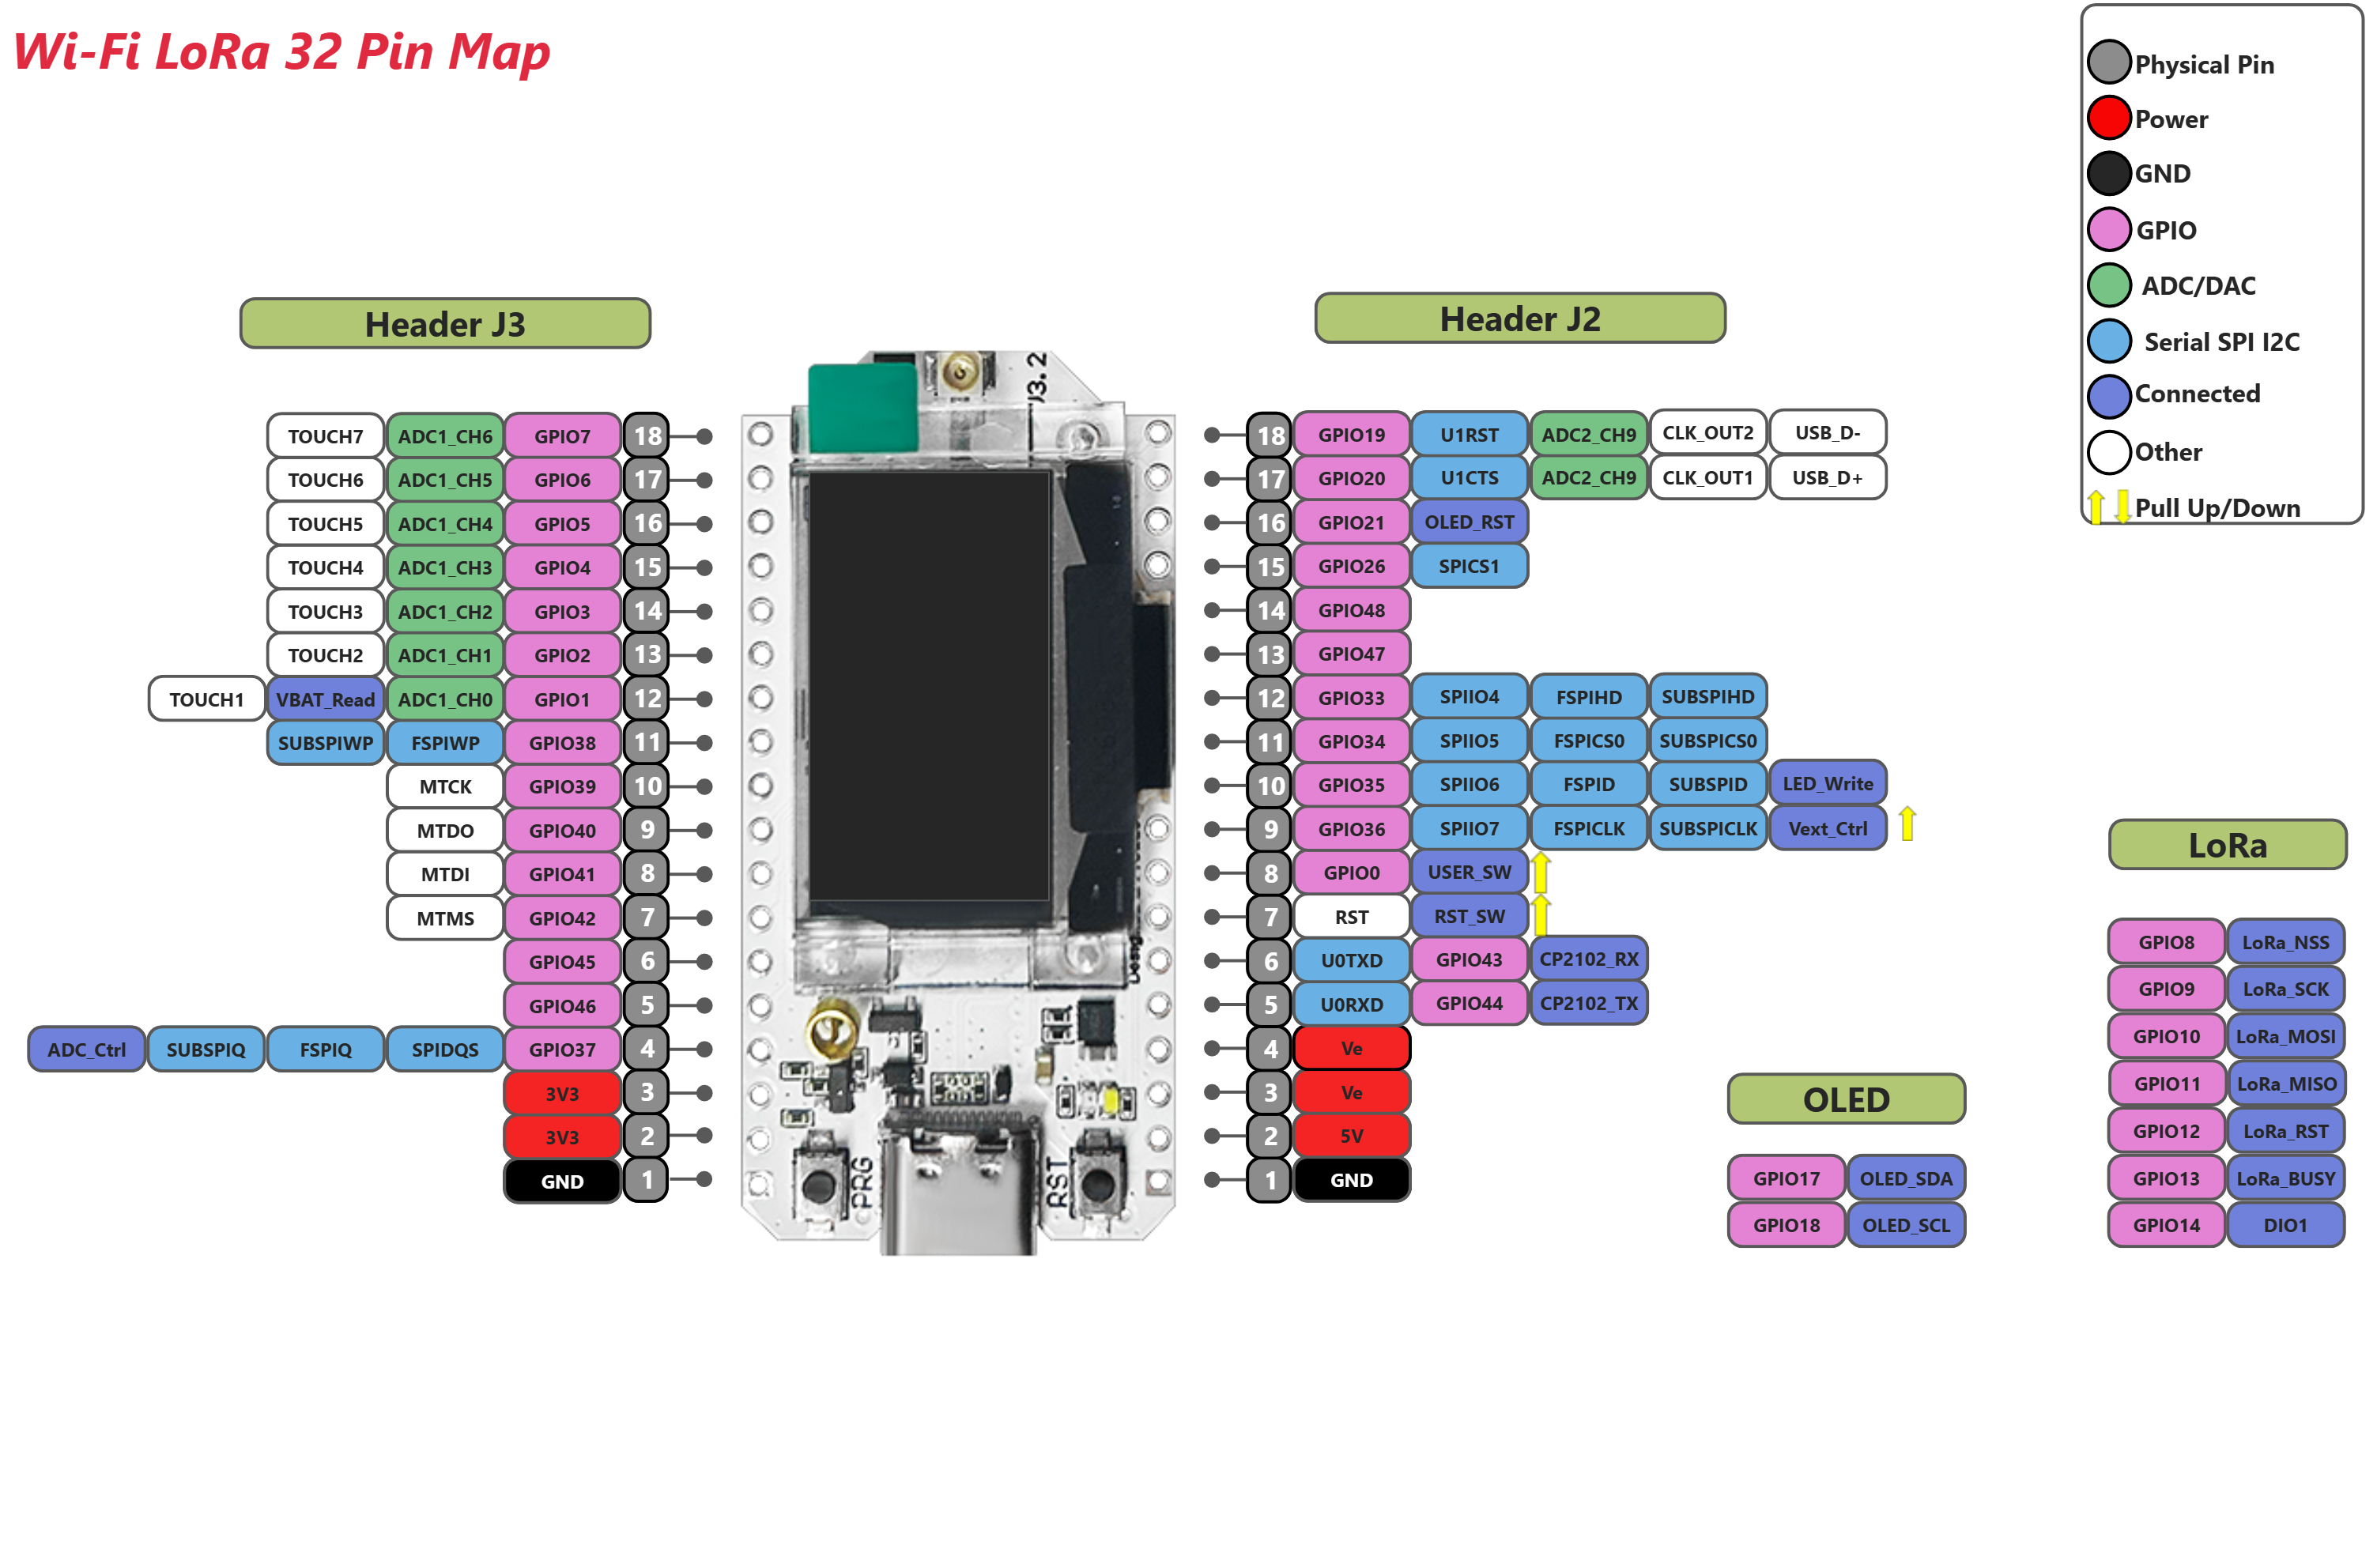 Wi-Fi LoRa 32 Pin Map
Physical Pin
Power
GND
GPIO
ADC/DAC
Serial SPI I2C
Connected
Other
Pull Up/Down
Header J3
Header J2
V3.2
TOUCH7 ADC1_CH6 GPIO7 18
TOUCH6 ADC1_CH5 GPIO6 17
TOUCH5 ADC1_CH4 GPIO5 16
TOUCH4 ADC1_CH3 GPIO4 15
TOUCH3 ADC1_CH2 GPIO3 14
TOUCH2 ADC1_CH1 GPIO2 13
TOUCH1 VBAT_Read ADC1_CH0 GPIO1 12
SUBSPIWP FSPIWP GPIO38 11
MTCK GPIO39 10
MTDO GPIO40 9
MTDI GPIO41 8
MTMS GPIO42 7
GPIO45 6
GPIO46 5
ADC_Ctrl SUBSPIQ FSPIQ SPIDQS GPIO37 4
3V3 3
3V3 2
GND 1
PRG
RST
18 GPIO19 U1RST ADC2_CH9 CLK_OUT2 USB_D-
17 GPIO20 U1CTS ADC2_CH9 CLK_OUT1 USB_D+
16 GPIO21 OLED_RST
15 GPIO26 SPICS1
14 GPIO48
13 GPIO47
12 GPIO33 SPIIO4 FSPIHD SUBSPIHD
11 GPIO34 SPIIO5 FSPICS0 SUBSPICS0
10 GPIO35 SPIIO6 FSPID SUBSPID LED_Write
9 GPIO36 SPIIO7 FSPICLK SUBSPICLK Vext_Ctrl
8 GPIO0 USER_SW
7 RST RST_SW
6 U0TXD GPIO43 CP2102_RX
5 U0RXD GPIO44 CP2102_TX
4 Ve
3 Ve
2 5V
1 GND
OLED
GPIO17 OLED_SDA
GPIO18 OLED_SCL
LoRa
GPIO8 LoRa_NSS
GPIO9 LoRa_SCK
GPIO10 LoRa_MOSI
GPIO11 LoRa_MISO
GPIO12 LoRa_RST
GPIO13 LoRa_BUSY
GPIO14 DIO1